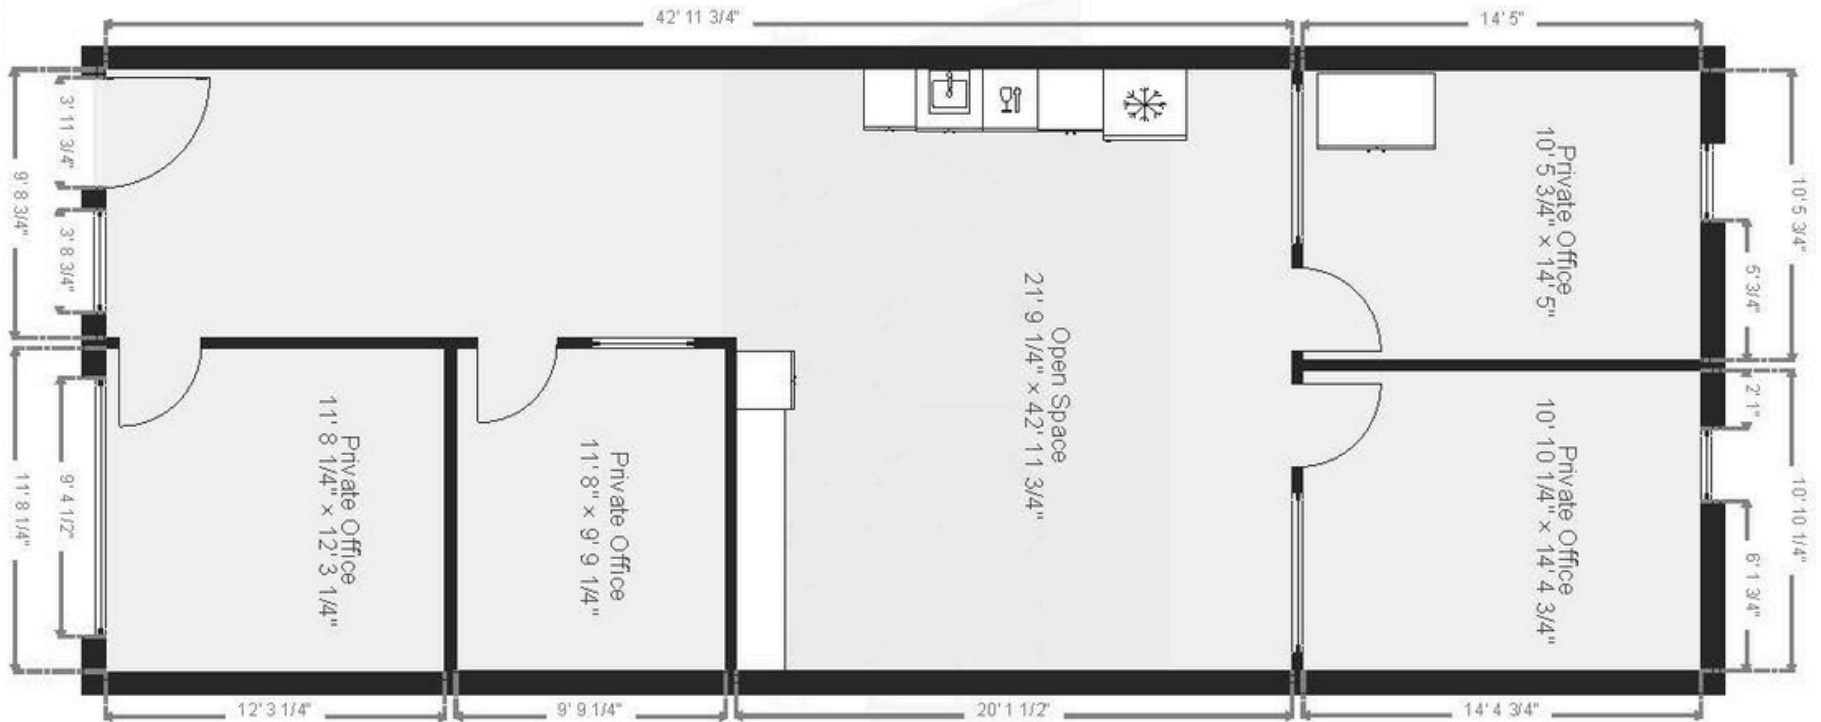 42' 11 3/4"
14' 5"
9' 8 3/4"
3' 11 3/4"
3' 8 3/4"
11' 8 1/4"
9' 4 1/2"
Private Office
11' 8 1/4" × 12' 3 1/4"
Private Office
11' 8" × 9' 9 1/4"
Open Space
21' 9 1/4" × 42' 11 3/4"
Private Office
10' 5 3/4" × 14' 5"
Private Office
10' 10 1/4" × 14' 4 3/4"
10' 5 3/4"
5' 3/4"
2' 1"
10' 10 1/4"
6' 1 3/4"
12' 3 1/4"
9' 9 1/4"
20' 1 1/2"
14' 4 3/4"